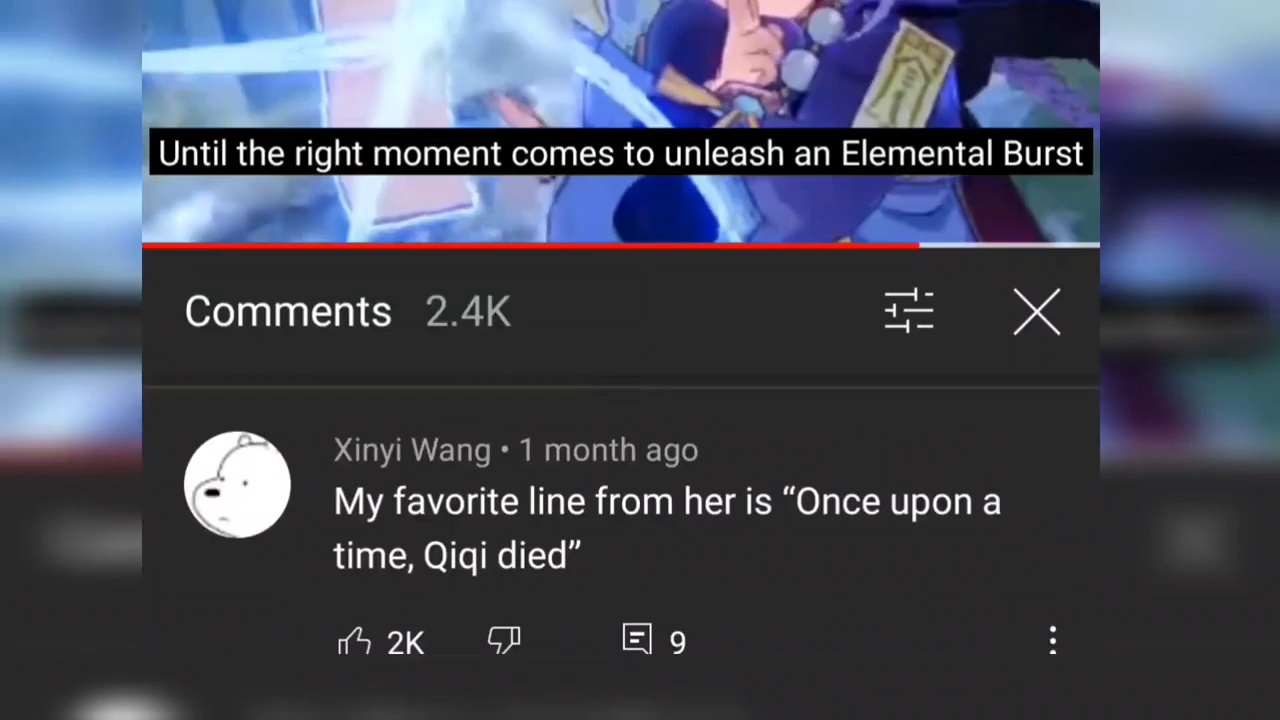 Until the right moment comes to unleash an Elemental Burst
Comments 2.4K
Xinyi Wang • 1 month ago
My favorite line from her is “Once upon a
time, Qiqi died”
2K 9